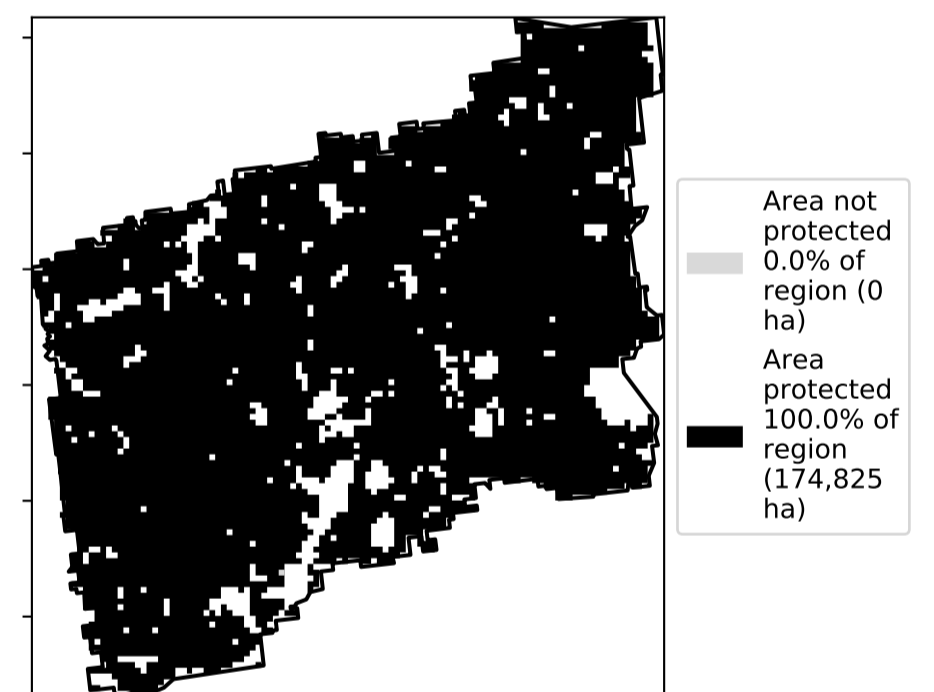 Area not
protected
0.0% of
region (0
ha)
Area
protected
100.0% of
region
(174,825
ha)